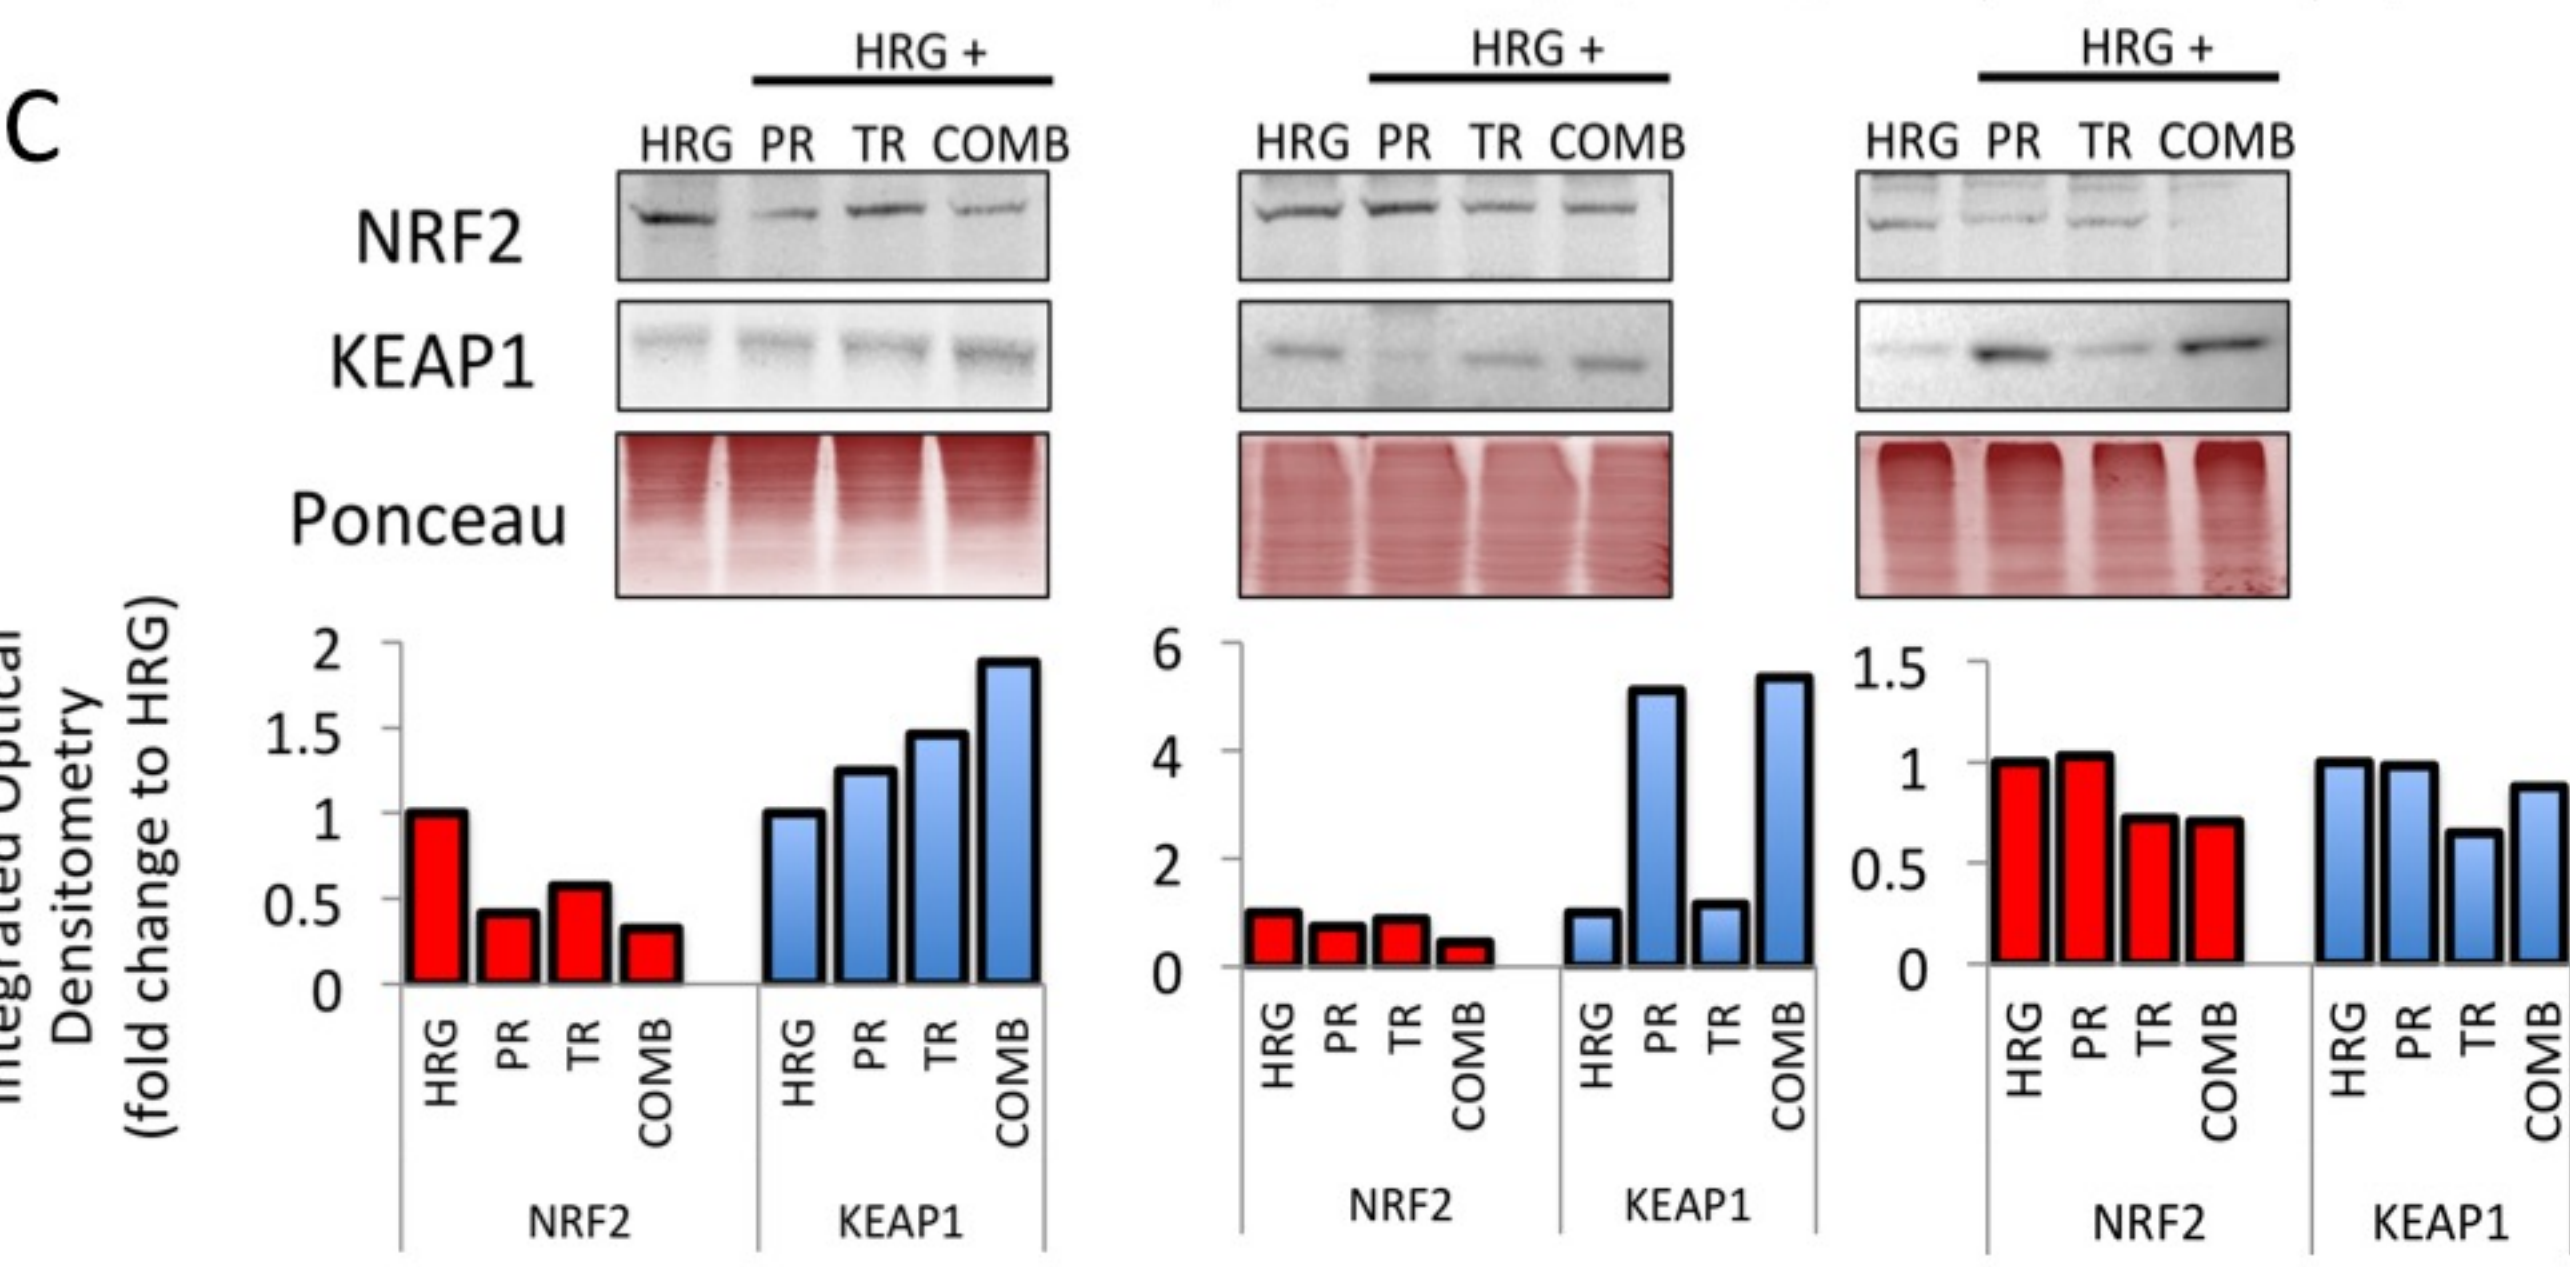 C
HRG +
HRG PR TR COMB
HRG +
HRG PR TR COMB
HRG +
HRG PR TR COMB
NRF2
KEAP1
Ponceau
Integrated Optical
Densitometry
(fold change to HRG)
2
1.5
1
0.5
0
HRG PR TR COMB HRG PR TR COMB
NRF2 KEAP1
6
4
2
0
HRG PR TR COMB HRG PR TR COMB
NRF2 KEAP1
1.5
1
0.5
0
HRG PR TR COMB HRG PR TR COMB
NRF2 KEAP1